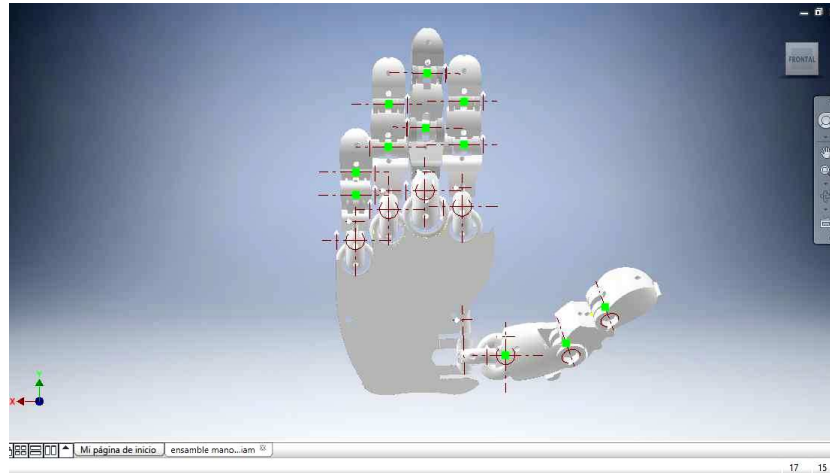 FRONTAL
Y
X
Mi página de inicio
ensamble mano...iam
17 15